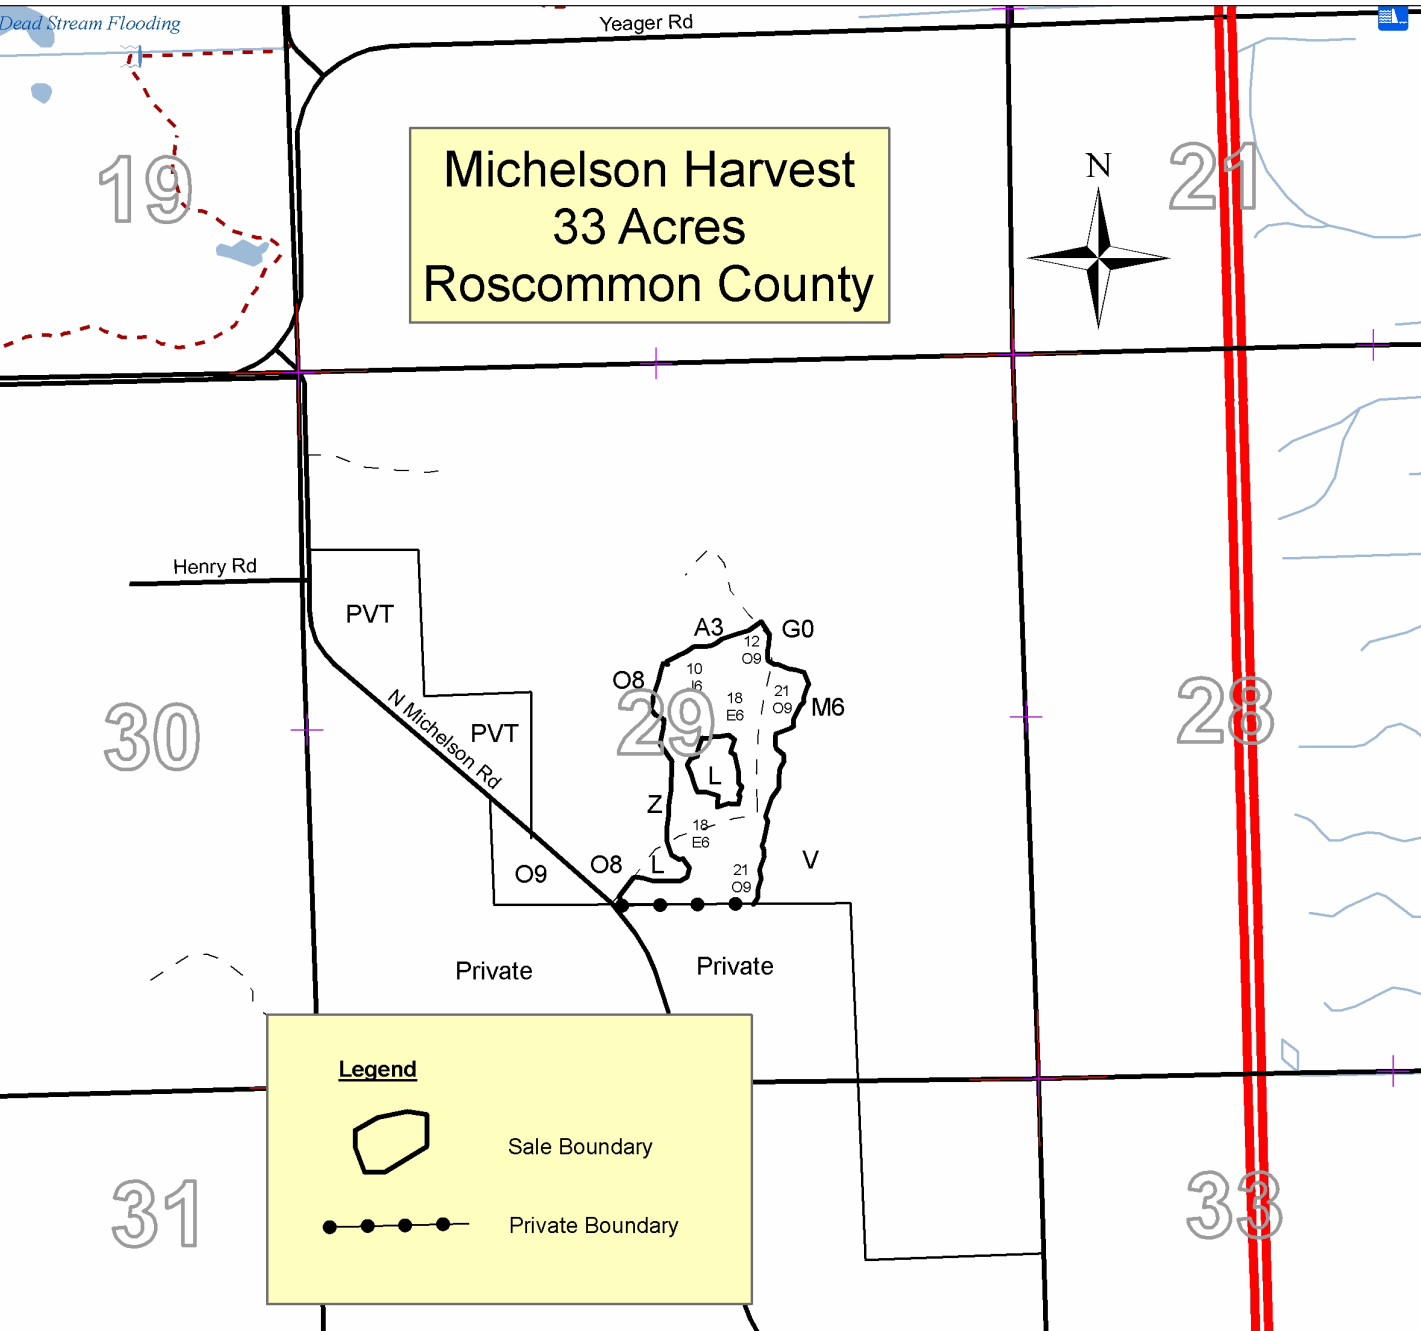 Dead Stream Flooding
Yeager Rd
Michelson Harvest
33 Acres
Roscommon County
N
19
21
Henry Rd
PVT
A3
G0
12
O9
10
I6
O8
18
E6
21
O9
M6
29
28
30
N Michelson Rd
PVT
L
Z
18
E6
O8
L
V
O9
21
O9
Private
Private
Legend
Sale Boundary
Private Boundary
31
33